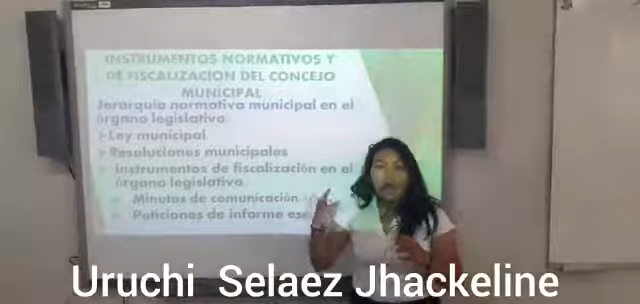 INSTRUMENTOS NORMATIVOS Y
DE FISCALIZACION DEL CONCEJO
MUNICIPAL
Jerarquia normativa municipal en el
órgano legislativo
Ley municipal
Resoluciones municipales
Instrumentos de fiscalización en el
órgano legislativo
Minutas de comunicación
Peticiones de informe
Uruchi Selaez Jhackeline